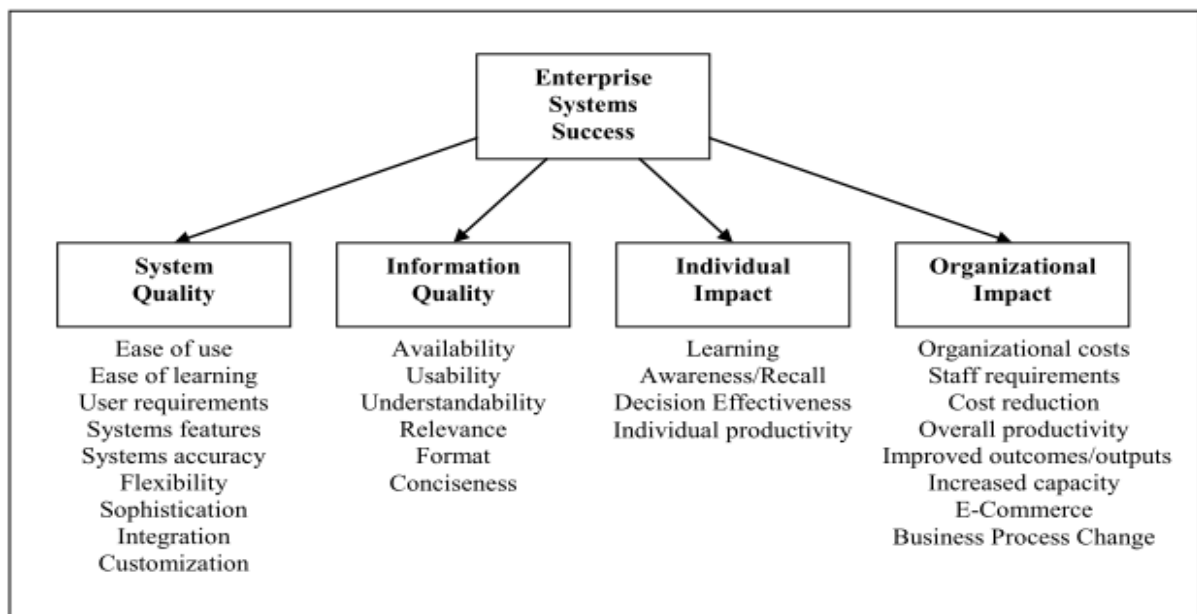 Enterprise
Systems
Success
System
Quality
Ease of use
Ease of learning
User requirements
Systems features
Systems accuracy
Flexibility
Sophistication
Integration
Customization
Information
Quality
Availability
Usability
Understandability
Relevance
Format
Conciseness
Individual
Impact
Learning
Awareness/Recall
Decision Effectiveness
Individual productivity
Organizational
Impact
Organizational costs
Staff requirements
Cost reduction
Overall productivity
Improved outcomes/outputs
Increased capacity
E-Commerce
Business Process Change